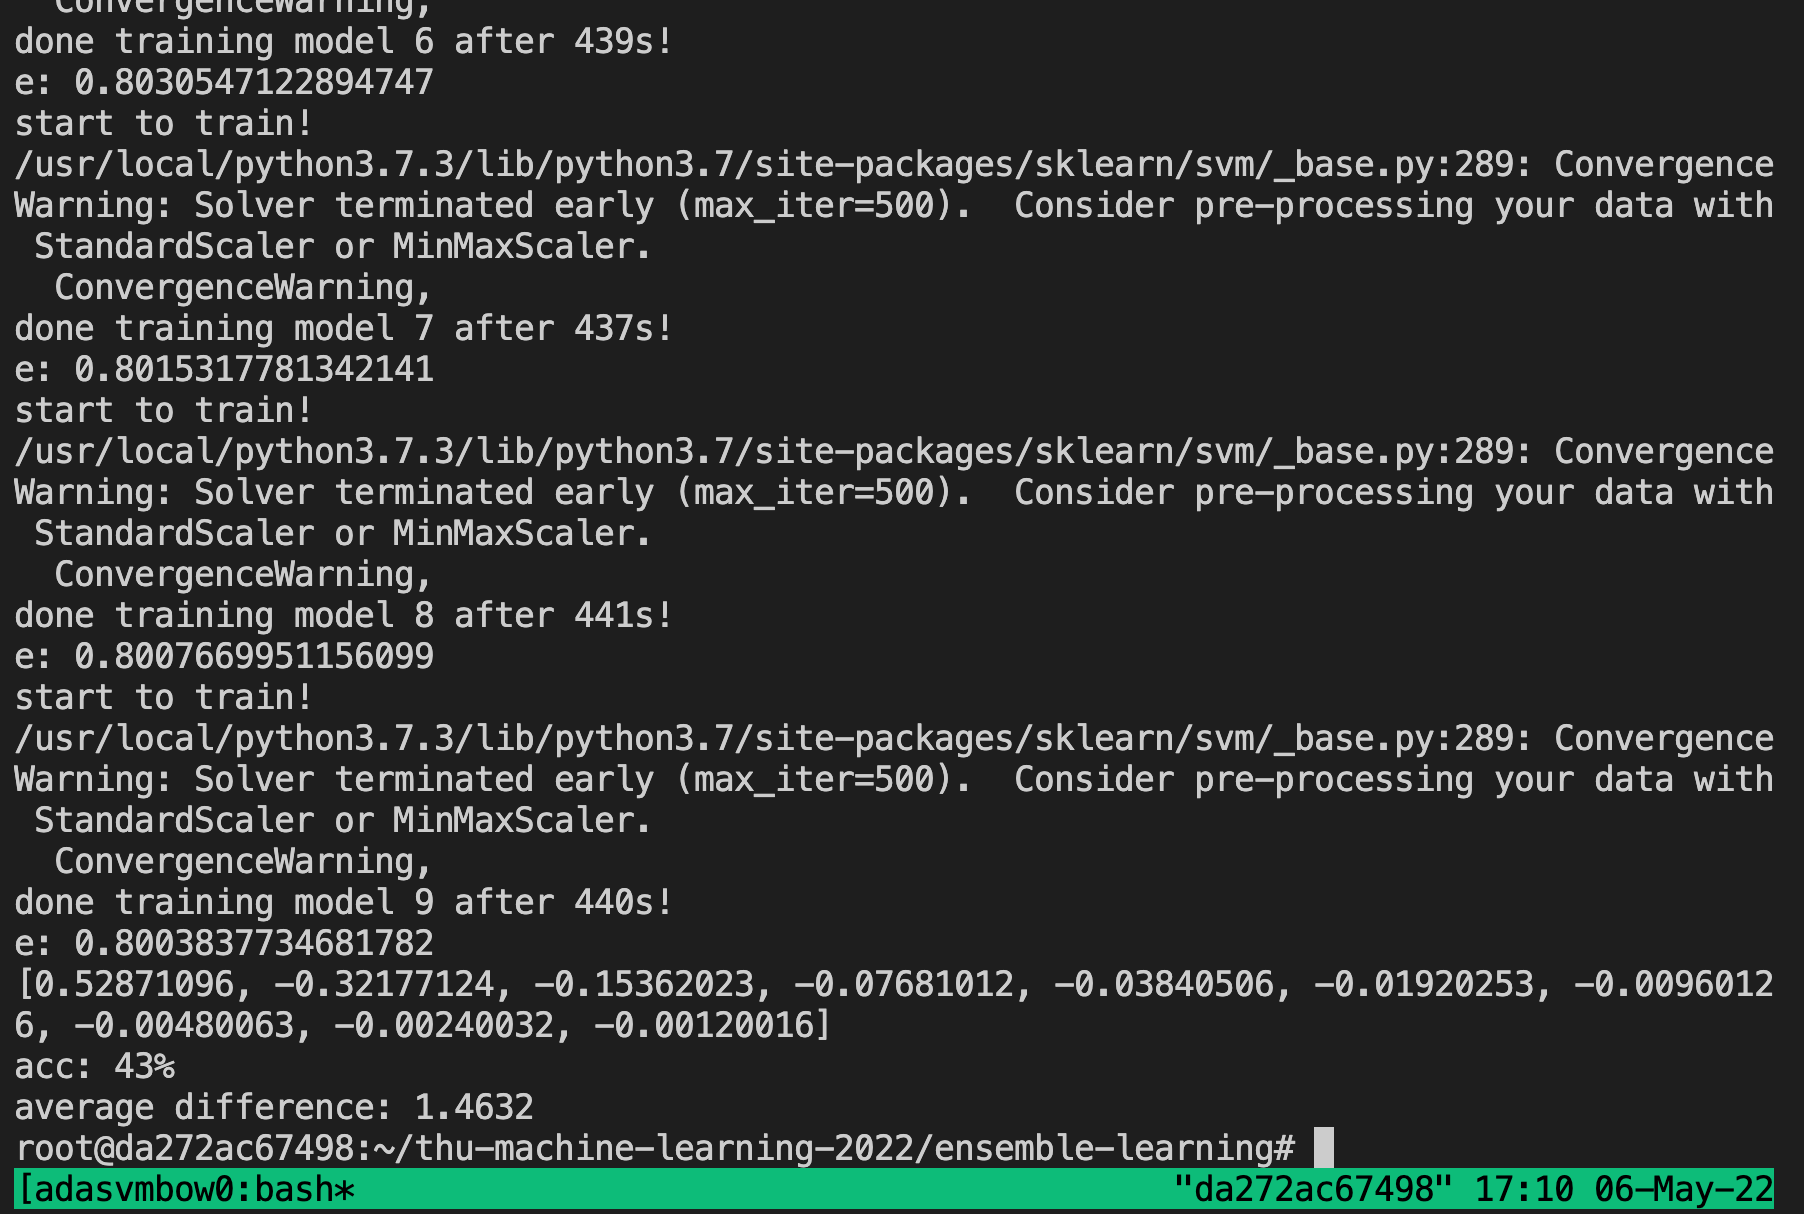 ConvergenceWarning,
done training model 6 after 439s!
e: 0.8030547122894747
start to train!
/usr/local/python3.7.3/lib/python3.7/site-packages/sklearn/svm/_base.py:289: Convergence
Warning: Solver terminated early (max_iter=500).  Consider pre-processing your data with
 StandardScaler or MinMaxScaler.
  ConvergenceWarning,
done training model 7 after 437s!
e: 0.8015317781342141
start to train!
/usr/local/python3.7.3/lib/python3.7/site-packages/sklearn/svm/_base.py:289: Convergence
Warning: Solver terminated early (max_iter=500).  Consider pre-processing your data with
 StandardScaler or MinMaxScaler.
  ConvergenceWarning,
done training model 8 after 441s!
e: 0.8007669951156099
start to train!
/usr/local/python3.7.3/lib/python3.7/site-packages/sklearn/svm/_base.py:289: Convergence
Warning: Solver terminated early (max_iter=500).  Consider pre-processing your data with
 StandardScaler or MinMaxScaler.
  ConvergenceWarning,
done training model 9 after 440s!
e: 0.8003837734681782
[0.52871096, -0.32177124, -0.15362023, -0.07681012, -0.03840506, -0.01920253, -0.0096012
6, -0.00480063, -0.00240032, -0.00120016]
acc: 43%
average difference: 1.4632
root@da272ac67498:~/thu-machine-learning-2022/ensemble-learning#
[adasvmbow0:bash* "da272ac67498" 17:10 06-May-22